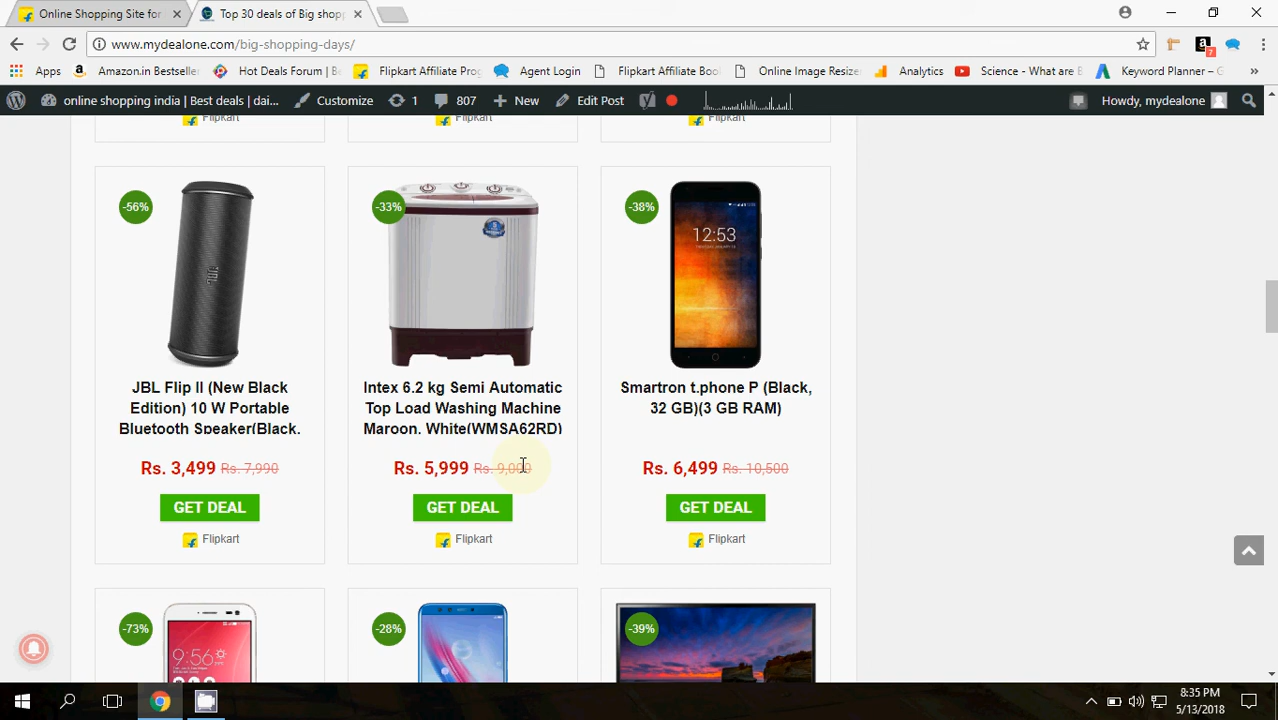 Online Shopping Site for
Top 30 deals of Big shop
www.mydealone.com/big-shopping-days/
7
Apps
Amazon.in Bestselle
Hot Deals Forum | B
Flipkart Affiliate Prog
Agent Login
Flipkart Affiliate Boo
Online Image Resize
Analytics
Science - What are B
Keyword Planner – G
»
online shopping india | Best deals | dai...
Customize
1
807
New
Edit Post
Howdy, mydealone
Flipkart
Flipkart
Flipkart
-56%
-33%
-38%
12:53
JBL
JBL Flip II (New Black
Edition) 10 W Portable
Bluetooth Speaker(Black,
Intex 6.2 kg Semi Automatic
Top Load Washing Machine
Maroon, White(WMSA62RD)
Smartron t.phone P (Black,
32 GB)(3 GB RAM)
Rs. 3,499 Rs. 7,990
Rs. 5,999 Rs. 9,000
Rs. 6,499 Rs. 10,500
GET DEAL
GET DEAL
GET DEAL
Flipkart
Flipkart
Flipkart
-73%
-28%
-39%
9:56
8:35 PM
5/13/2018